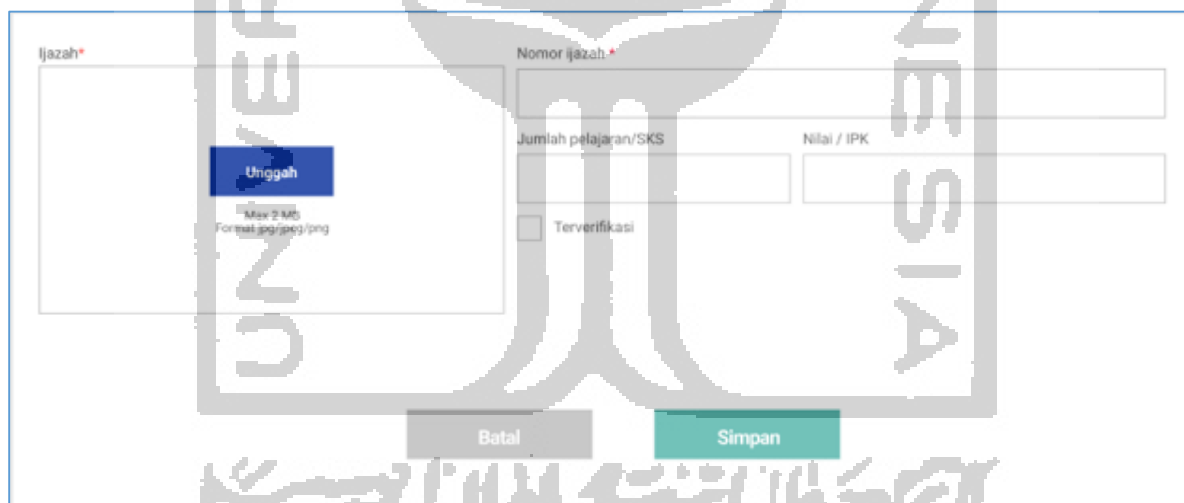 Ijazah*
Nomor ijazah *
Jumlah pelajaran/SKS
Nilai / IPK
Unggah
Max 2 MB
Format jpg/jpeg/png
Terverifikasi
Batal
Simpan